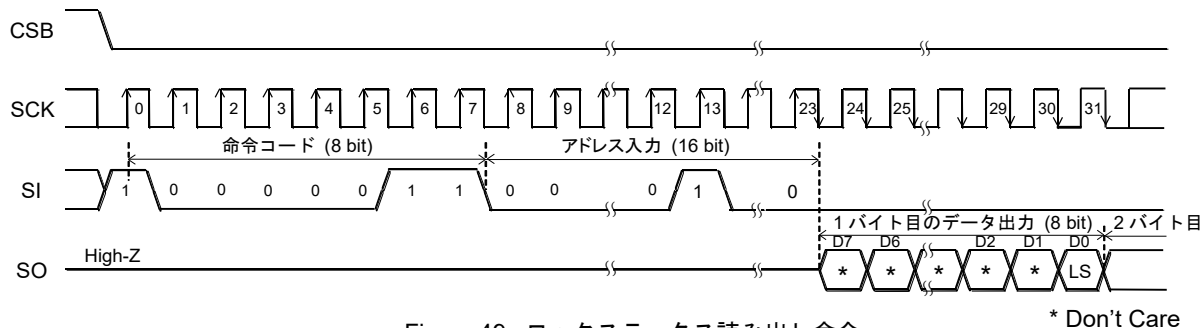 CSB
SCK
0 1 2 3 4 5 6 7 8 9 12 13 23 24 25 29 30 31
命令コード (8 bit) アドレス入力 (16 bit)
SI
1 0 0 0 0 0 1 1 0 0 0 1 0
1 バイト目のデータ出力 (8 bit) 2 バイト目
High-Z
D7 D6 D2 D1 D0
SO
* * * * * LS
* Don't Care